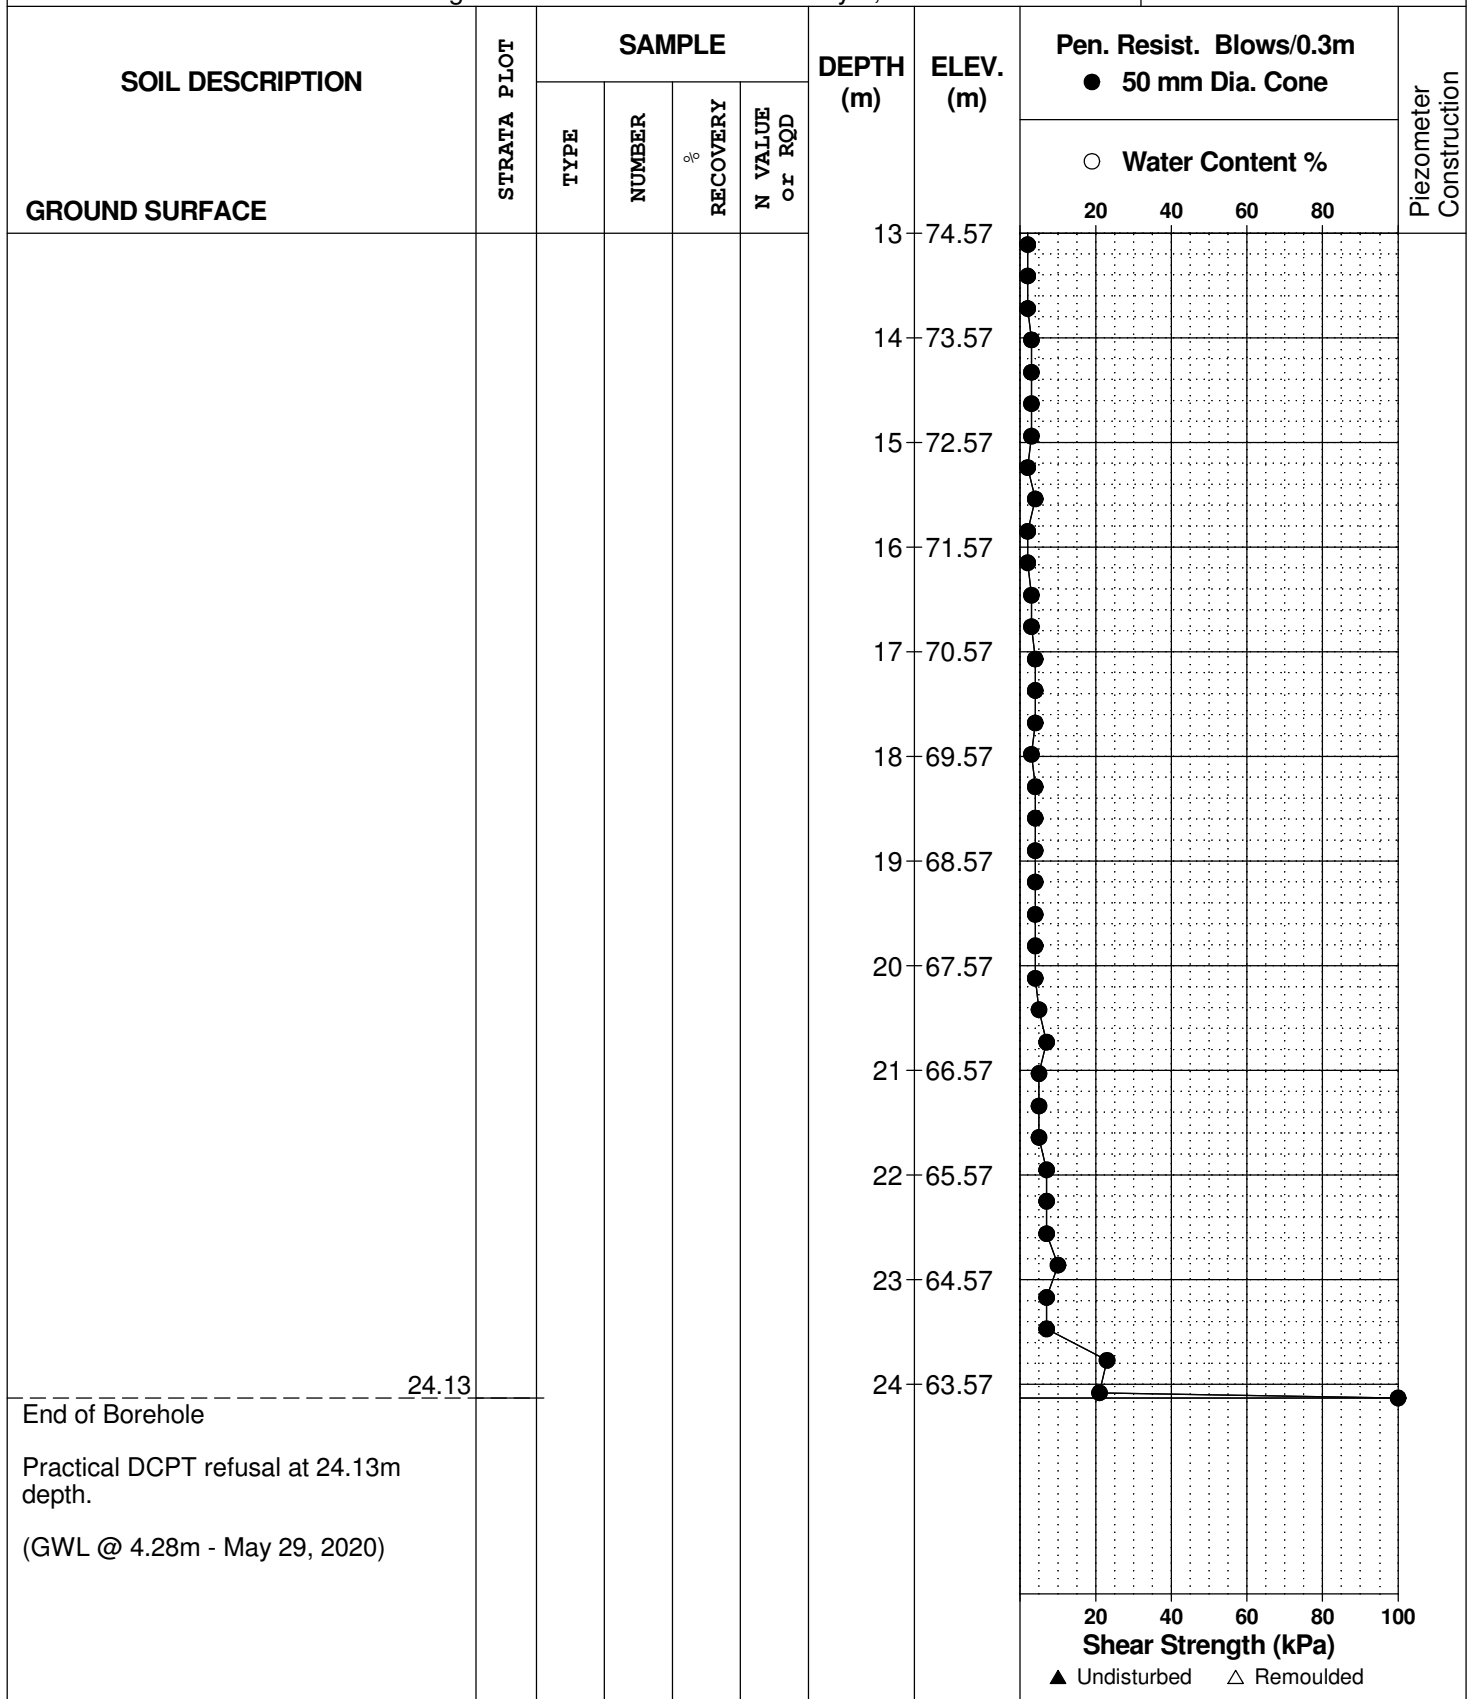 SOIL DESCRIPTION
GROUND SURFACE
STRATA PLOT
SAMPLE
TYPE
NUMBER
%
RECOVERY
N VALUE
or RQD
DEPTH
(m)
ELEV.
(m)
Pen. Resist. Blows/0.3m
● 50 mm Dia. Cone
○ Water Content %
20 40 60 80
Piezometer
Construction
13 74.57
14 73.57
15 72.57
16 71.57
17 70.57
18 69.57
19 68.57
20 67.57
21 66.57
22 65.57
23 64.57
24 63.57
24.13
End of Borehole
Practical DCPT refusal at 24.13m
depth.
(GWL @ 4.28m - May 29, 2020)
20 40 60 80 100
Shear Strength (kPa)
▲ Undisturbed △ Remoulded